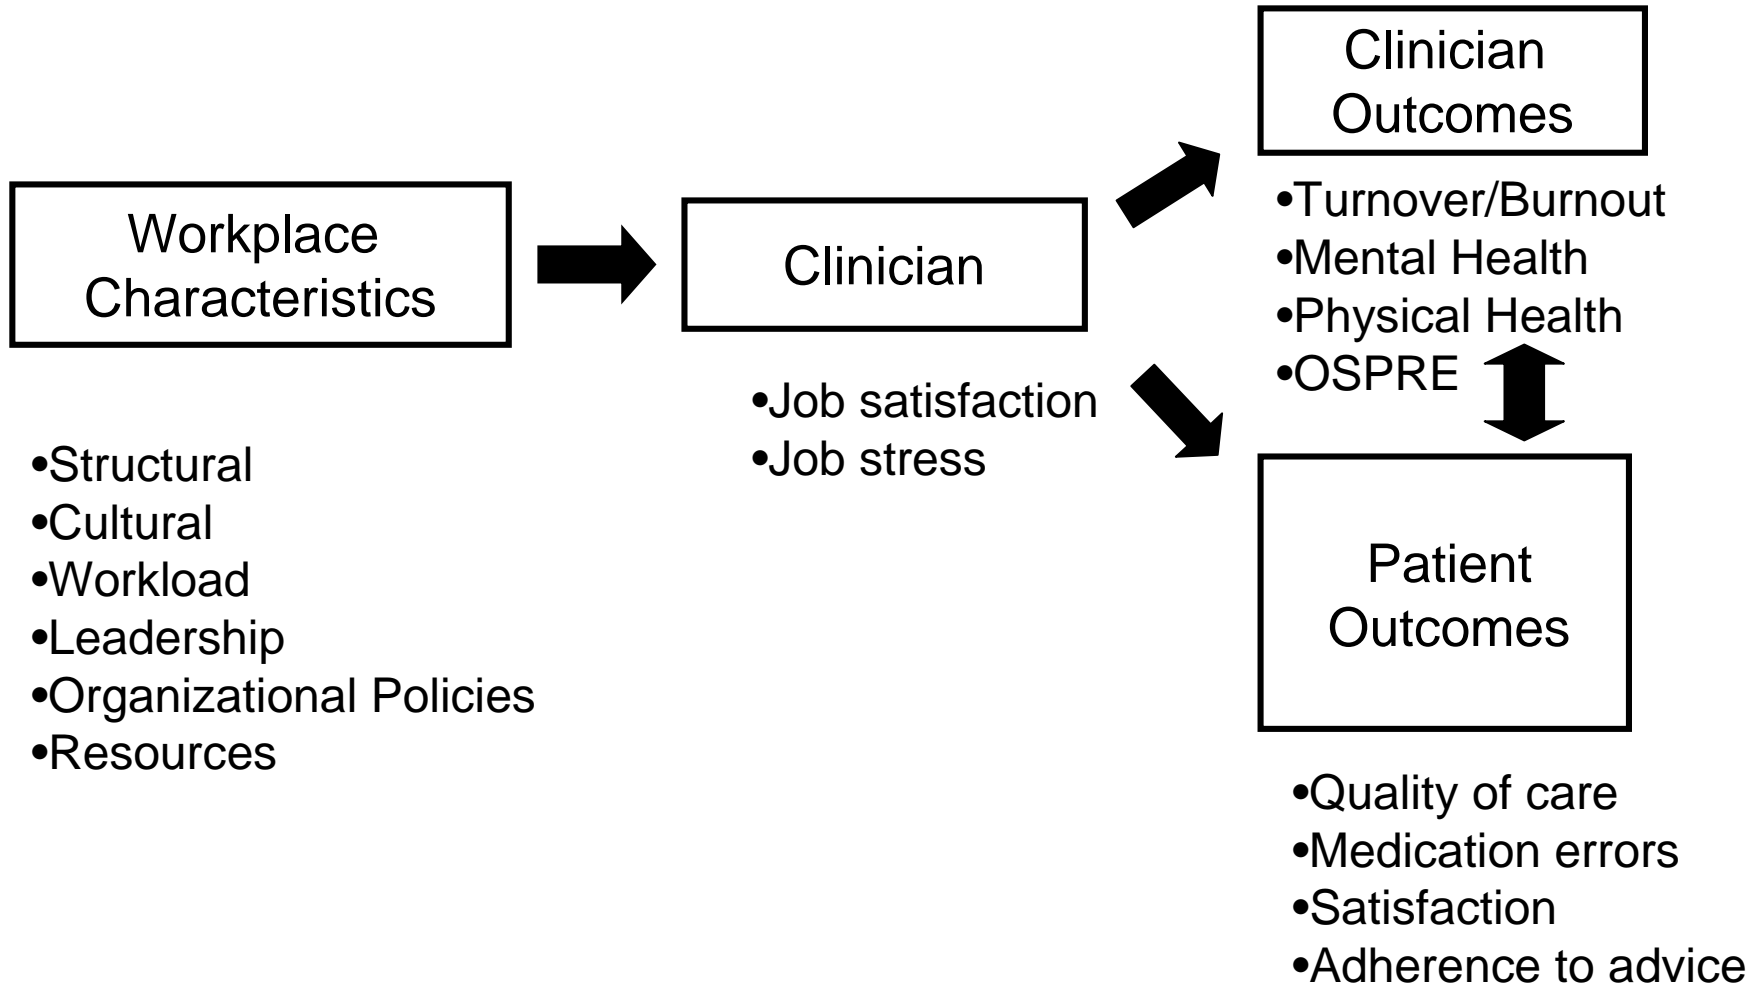 Workplace
Characteristics
•Structural
•Cultural
•Workload
•Leadership
•Organizational Policies
•Resources
Clinician
•Job satisfaction
•Job stress
Clinician
Outcomes
•Turnover/Burnout
•Mental Health
•Physical Health
•OSPRE
Patient
Outcomes
•Quality of care
•Medication errors
•Satisfaction
•Adherence to advice